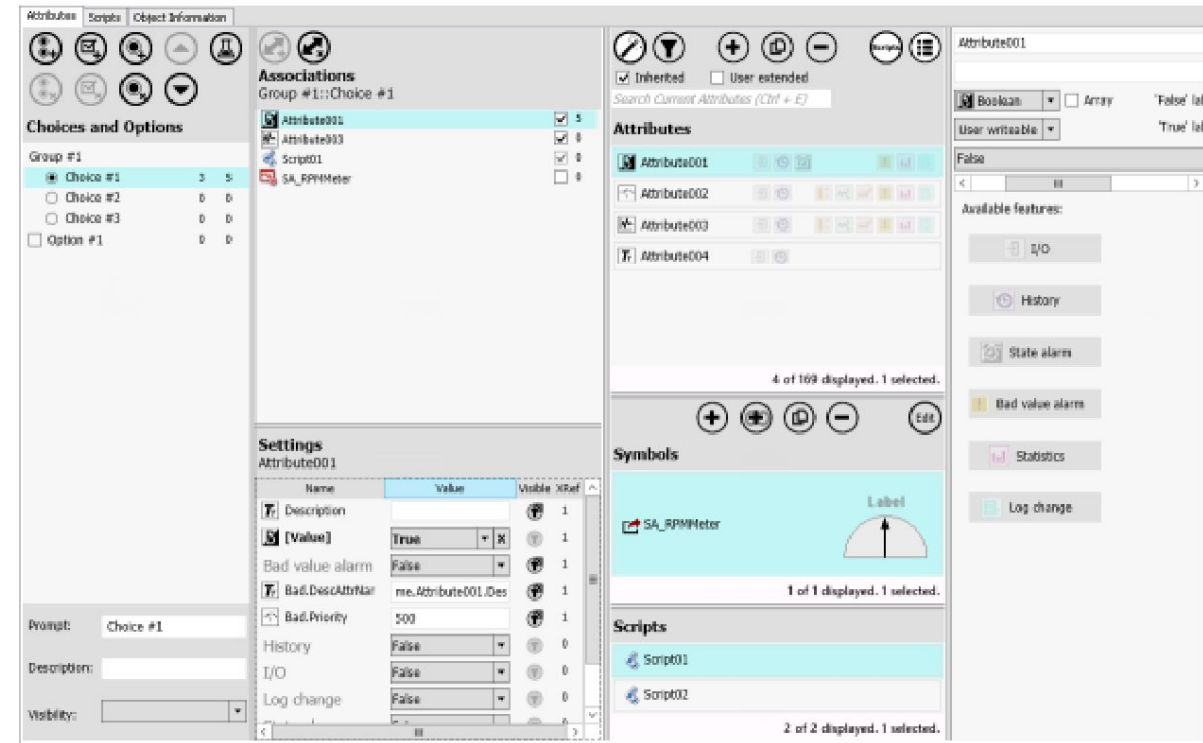 Attributes Scripts Object Information
Choices and Options
Group #1
Choice #1 3 5
Choice #2 0 0
Choice #3 0 0
Option #1 0 0
Prompt: Choice #1
Description:
Visibility:
Associations
Group #1::Choice #1
Attribute001 5
Attribute003 0
Script01 0
SA_RPMMeter 0
Settings
Attribute001
Name Value Visible XRef
Description 1
[Value] True X 1
Bad value alarm False 1
Bad.DescAttrNar me.Attribute001.Des 1
Bad.Priority 500 1
History False 0
I/O False 0
Log change False 0
Scripts
Inherited User extended
Search Current Attributes (Ctrl + E)
Attributes
Attribute001
Attribute002
Attribute003
Attribute004
4 of 169 displayed. 1 selected.
Edit
Symbols
SA_RPMMeter
Label
1 of 1 displayed. 1 selected.
Scripts
Script01
Script02
2 of 2 displayed. 1 selected.
Attribute001
Boolean Array 'False' lab
User writeable 'True' lab
False
Available features:
I/O
History
State alarm
Bad value alarm
Statistics
Log change